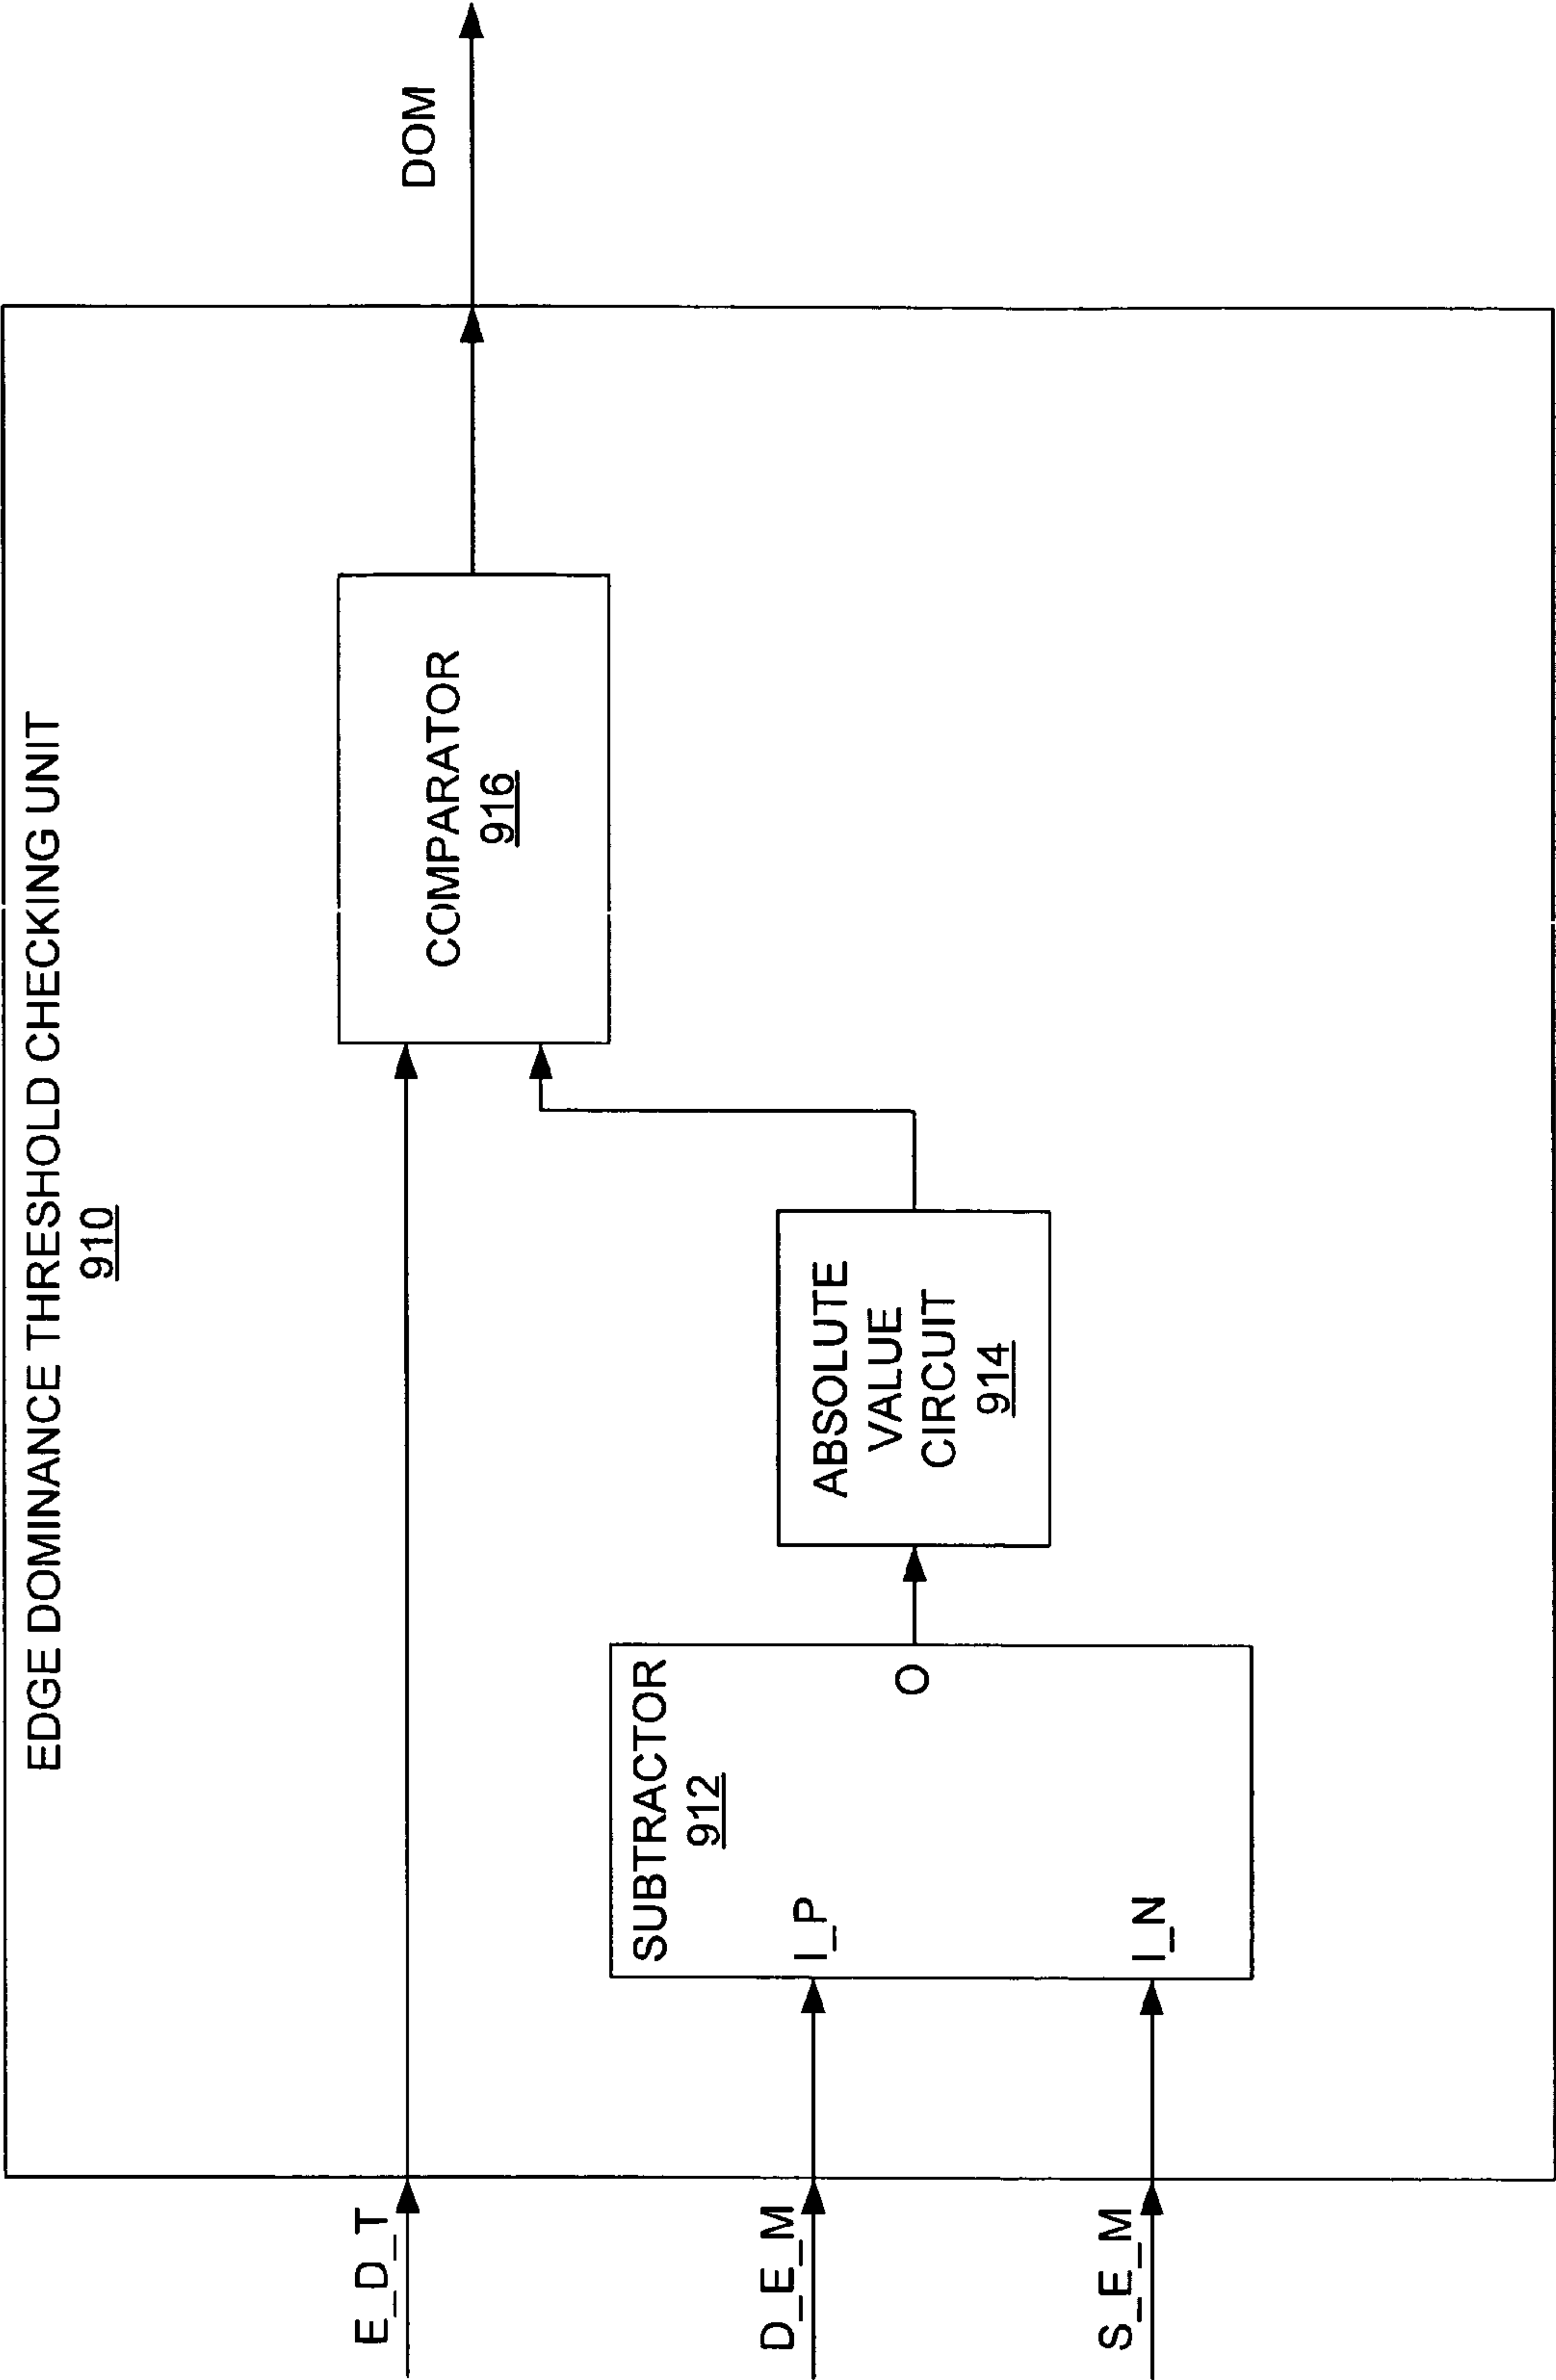 EDGE DOMINANCE THRESHOLD CHECKING UNIT
910
E_D_T
D_E_M
S_E_M
SUBTRACTOR
912
I_P
O
I_N
ABSOLUTE
VALUE
CIRCUIT
914
COMPARATOR
916
DOM